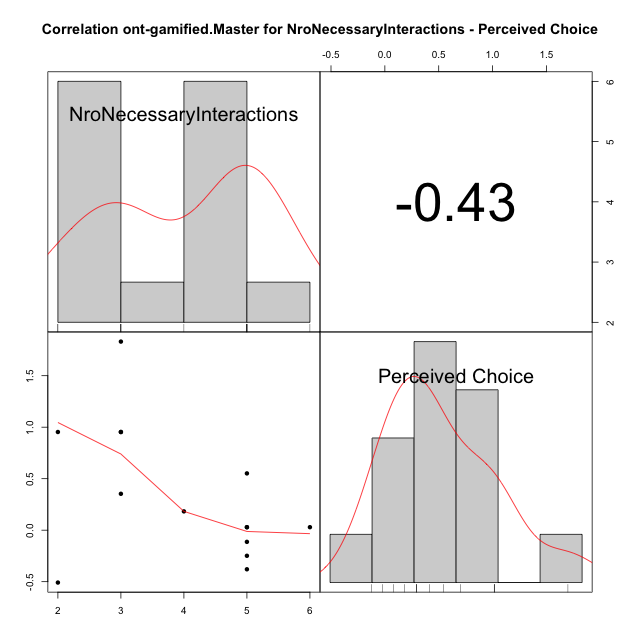 Correlation ont-gamified.Master for NroNecessaryInteractions - Perceived Choice
-0.5 0.0 0.5 1.0 1.5
NroNecessaryInteractions
-0.43
6
5
4
3
2
1.5
1.0
0.5
0.0
-0.5
Perceived Choice
2 3 4 5 6